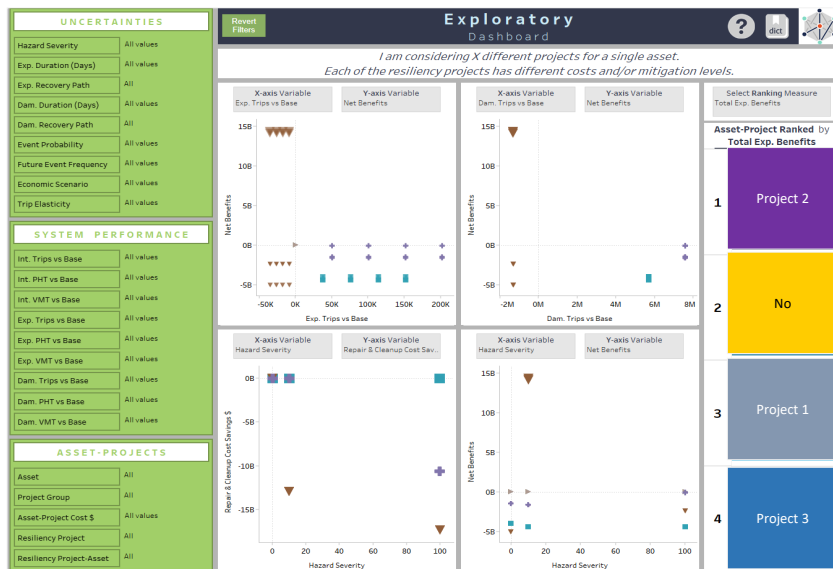 UNCERTAINTIES
Hazard Severity All values
Exp. Duration (Days) All values
Exp. Recovery Path All
Dam. Duration (Days) All values
Dam. Recovery Path All
Event Probability All values
Future Event Frequency All values
Economic Scenario All values
Trip Elasticity All values
SYSTEM PERFORMANCE
Int. Trips vs Base All values
Int. PHT vs Base All values
Int. VMT vs Base All values
Exp. Trips vs Base All values
Exp. PHT vs Base All values
Exp. VMT vs Base All values
Dam. Trips vs Base All values
Dam. PHT vs Base All values
Dam. VMT vs Base All values
ASSET-PROJECTS
Asset All
Project Group All
Asset-Project Cost $ All values
Resiliency Project All
Resiliency Project-Asset All
Revert
Filters
Exploratory
Dashboard
?
dict
I am considering X different projects for a single asset.
Each of the resiliency projects has different costs and/or mitigation levels.
X-axis Variable Y-axis Variable
Exp. Trips vs Base Net Benefits
15B
10B
5B
0B
-5B
Net Benefits
-50K 0K 50K 100K 150K 200K
Exp. Trips vs Base
X-axis Variable Y-axis Variable
Dam. Trips vs Base Net Benefits
15B
10B
5B
0B
-5B
Net Benefits
-2M 0M 2M 4M 6M 8M
Dam. Trips vs Base
X-axis Variable Y-axis Variable
Hazard Severity Repair & Cleanup Cost Sav..
0B
-5B
-10B
-15B
Repair & Cleanup Cost Savings $
0 20 40 60 80 100
Hazard Severity
X-axis Variable Y-axis Variable
Hazard Severity Net Benefits
15B
10B
5B
0B
-5B
Net Benefits
0 20 40 60 80 100
Hazard Severity
Select Ranking Measure
Total Exp. Benefits
Asset-Project Ranked by
Total Exp. Benefits
1 Project 2
2 No
3 Project 1
4 Project 3